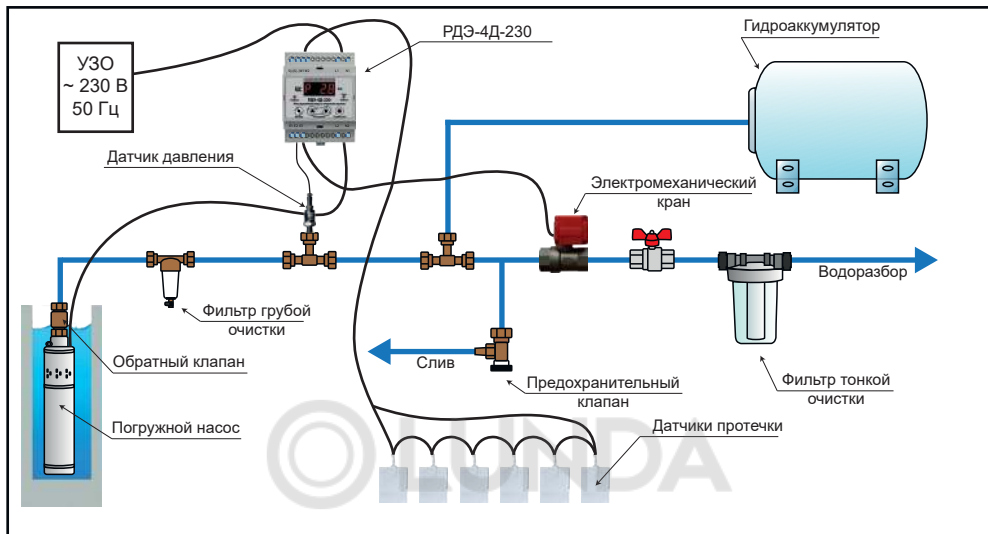 УЗО
~ 230 В
50 Гц
РДЭ-4Д-230
Гидроаккумулятор
Датчик давления
Электромеханический
кран
Водоразбор
Фильтр грубой
очистки
Обратный клапан
Слив
Предохранительный
клапан
Фильтр тонкой
очистки
Погружной насос
Датчики протечки
LUNDA